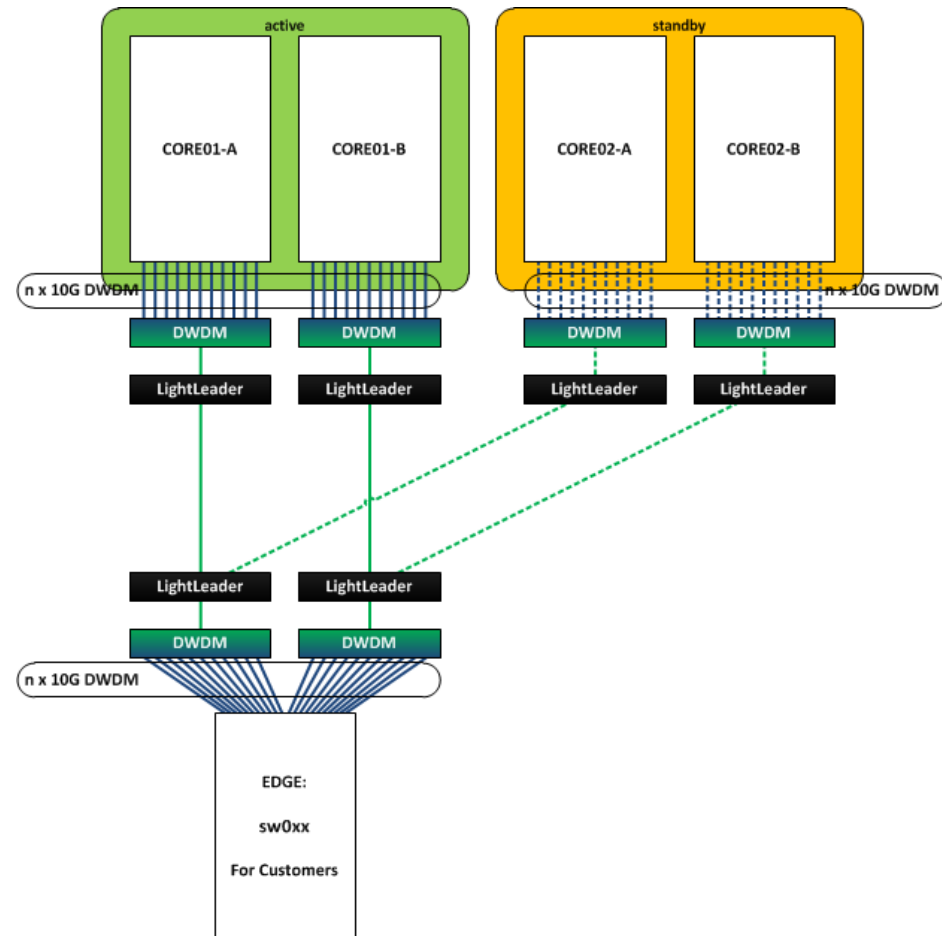 active
standby
CORE01-A
CORE01-B
CORE02-A
CORE02-B
n x 10G DWDM
n x 10G DWDM
DWDM
DWDM
DWDM
DWDM
LightLeader
LightLeader
LightLeader
LightLeader
LightLeader
LightLeader
DWDM
DWDM
n x 10G DWDM
EDGE:
sw0xx
For Customers